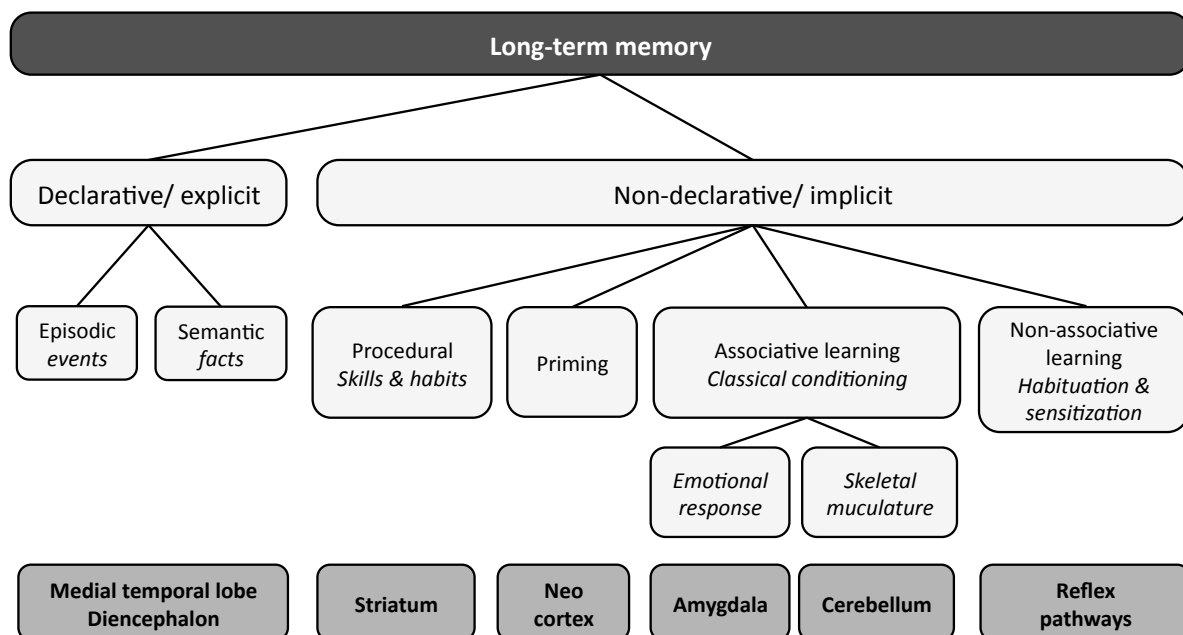 Long-term memory
Declarative/ explicit
Non-declarative/ implicit
Episodic
events
Semantic
facts
Procedural
Skills & habits
Priming
Associative learning
Classical conditioning
Non-associative
learning
Habituation &
sensitization
Emotional
response
Skeletal
muculature
Medial temporal lobe
Diencephalon
Striatum
Neo
cortex
Amygdala
Cerebellum
Reflex
pathways